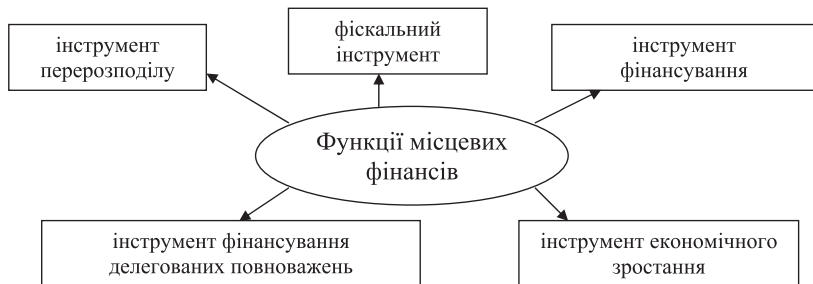 інструмент
перерозподілу
фіскальний
інструмент
інструмент
фінансування
Функції місцевих
фінансів
інструмент фінансування
делегованих повноважень
інструмент економічного
зростання